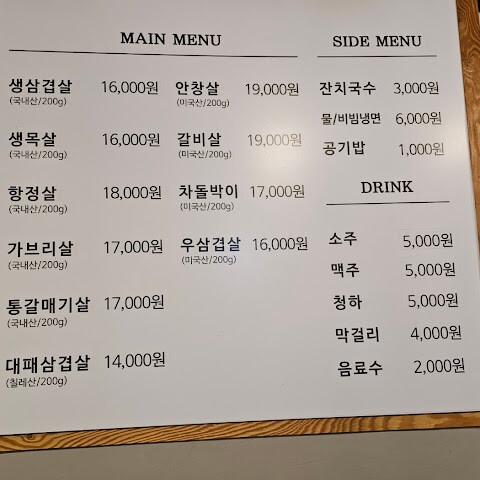 MAIN MENU
생삼겹살 16,000원
(국내산/200g)
생목살 16,000원
(국내산/200g)
항정살 18,000원
(국내산/200g)
가브리살 17,000원
(국내산/200g)
통갈매기살 17,000원
(국내산/200g)
대패삼겹살 14,000원
(칠레산/200g)
안창살 19,000원
(미국산/200g)
갈비살 19,000원
(미국산/200g)
차돌박이 17,000원
(미국산/200g)
우삼겹살 16,000원
(미국산/200g)
SIDE MENU
잔치국수 3,000원
물/비빔냉면 6,000원
공기밥 1,000원
DRINK
소주 5,000원
맥주 5,000원
청하 5,000원
막걸리 4,000원
음료수 2,000원